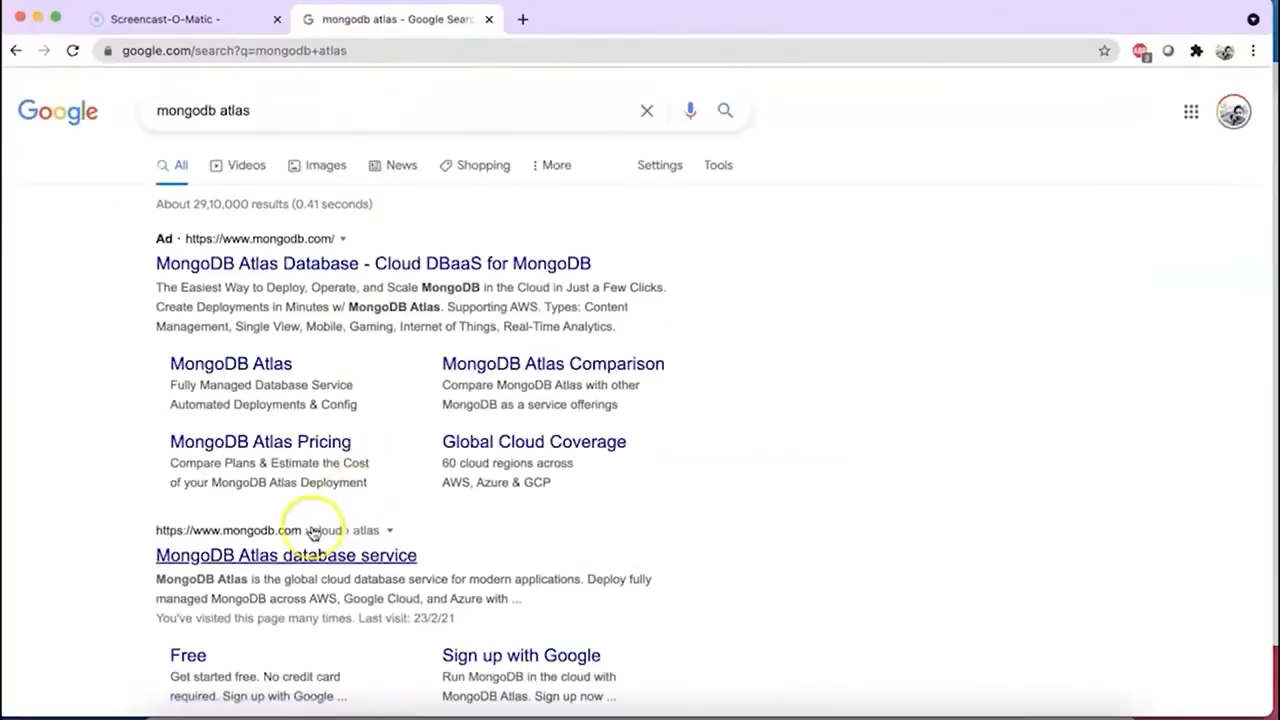 Screencast-O-Matic -
mongodb atlas - Google Sear
google.com/search?q=mongodb+atlas
Google
mongodb atlas
All
Videos
Images
News
Shopping
More
Settings
Tools
About 29,10,000 results (0.41 seconds)
Ad · https://www.mongodb.com/
MongoDB Atlas Database - Cloud DBaaS for MongoDB
The Easiest Way to Deploy, Operate, and Scale MongoDB in the Cloud in Just a Few Clicks.
Create Deployments in Minutes w/ MongoDB Atlas. Supporting AWS. Types: Content
Management, Single View, Mobile, Gaming, Internet of Things, Real-Time Analytics.
MongoDB Atlas
Fully Managed Database Service
Automated Deployments & Config
MongoDB Atlas Comparison
Compare MongoDB Atlas with other
MongoDB as a service offerings
MongoDB Atlas Pricing
Compare Plans & Estimate the Cost
of your MongoDB Atlas Deployment
Global Cloud Coverage
60 cloud regions across
AWS, Azure & GCP
https://www.mongodb.com › cloud › atlas
MongoDB Atlas database service
MongoDB Atlas is the global cloud database service for modern applications. Deploy fully
managed MongoDB across AWS, Google Cloud, and Azure with ...
You've visited this page many times. Last visit: 23/2/21
Free
Get started free. No credit card
required. Sign up with Google ...
Sign up with Google
Run MongoDB in the cloud with
MongoDB Atlas. Sign up now ...